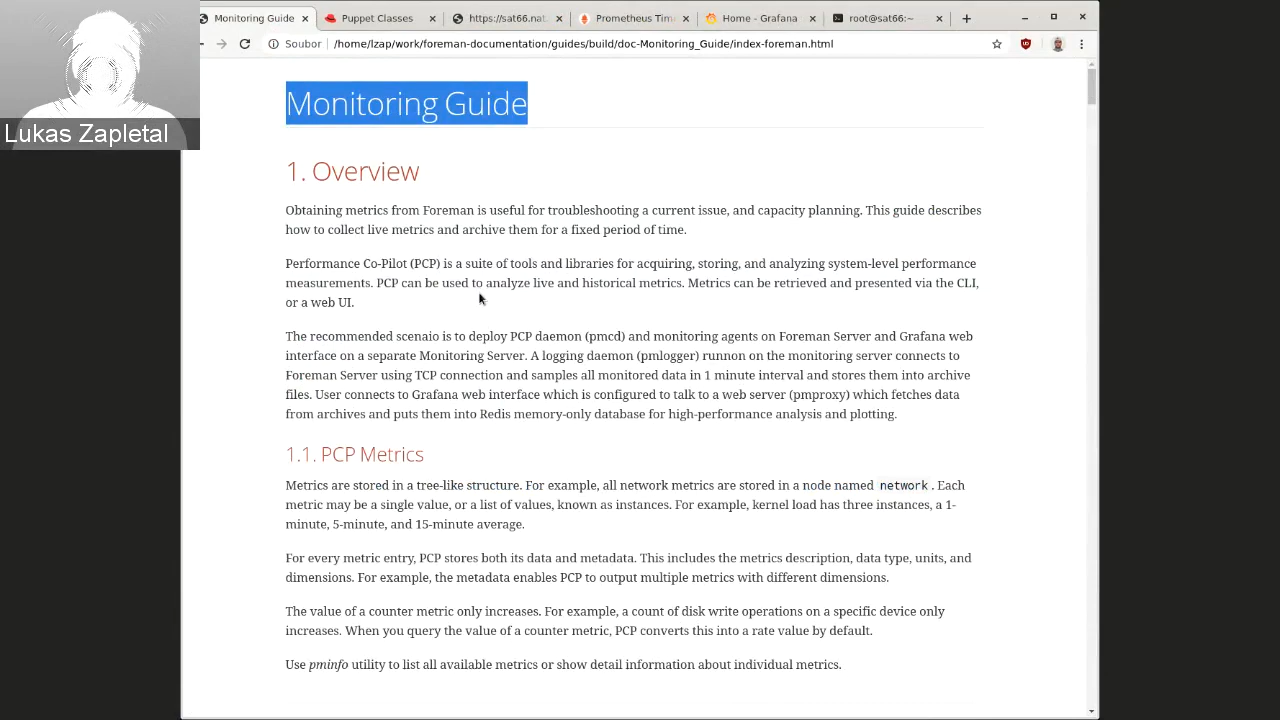 Monitoring Guide
Puppet Classes
https://sat66.nat
Prometheus Tim
Home - Grafana
root@sat66:~
Soubor
/home/lzap/work/foreman-documentation/guides/build/doc-Monitoring_Guide/index-foreman.html
Lukas Zapletal
Monitoring Guide
1. Overview
Obtaining metrics from Foreman is useful for troubleshooting a current issue, and capacity planning. This guide describes
how to collect live metrics and archive them for a fixed period of time.
Performance Co-Pilot (PCP) is a suite of tools and libraries for acquiring, storing, and analyzing system-level performance
measurements. PCP can be used to analyze live and historical metrics. Metrics can be retrieved and presented via the CLI,
or a web UI.
The recommended scenaio is to deploy PCP daemon (pmcd) and monitoring agents on Foreman Server and Grafana web
interface on a separate Monitoring Server. A logging daemon (pmlogger) runnon on the monitoring server connects to
Foreman Server using TCP connection and samples all monitored data in 1 minute interval and stores them into archive
files. User connects to Grafana web interface which is configured to talk to a web server (pmproxy) which fetches data
from archives and puts them into Redis memory-only database for high-performance analysis and plotting.
1.1. PCP Metrics
Metrics are stored in a tree-like structure. For example, all network metrics are stored in a node named network . Each
metric may be a single value, or a list of values, known as instances. For example, kernel load has three instances, a 1-
minute, 5-minute, and 15-minute average.
For every metric entry, PCP stores both its data and metadata. This includes the metrics description, data type, units, and
dimensions. For example, the metadata enables PCP to output multiple metrics with different dimensions.
The value of a counter metric only increases. For example, a count of disk write operations on a specific device only
increases. When you query the value of a counter metric, PCP converts this into a rate value by default.
Use pminfo utility to list all available metrics or show detail information about individual metrics.